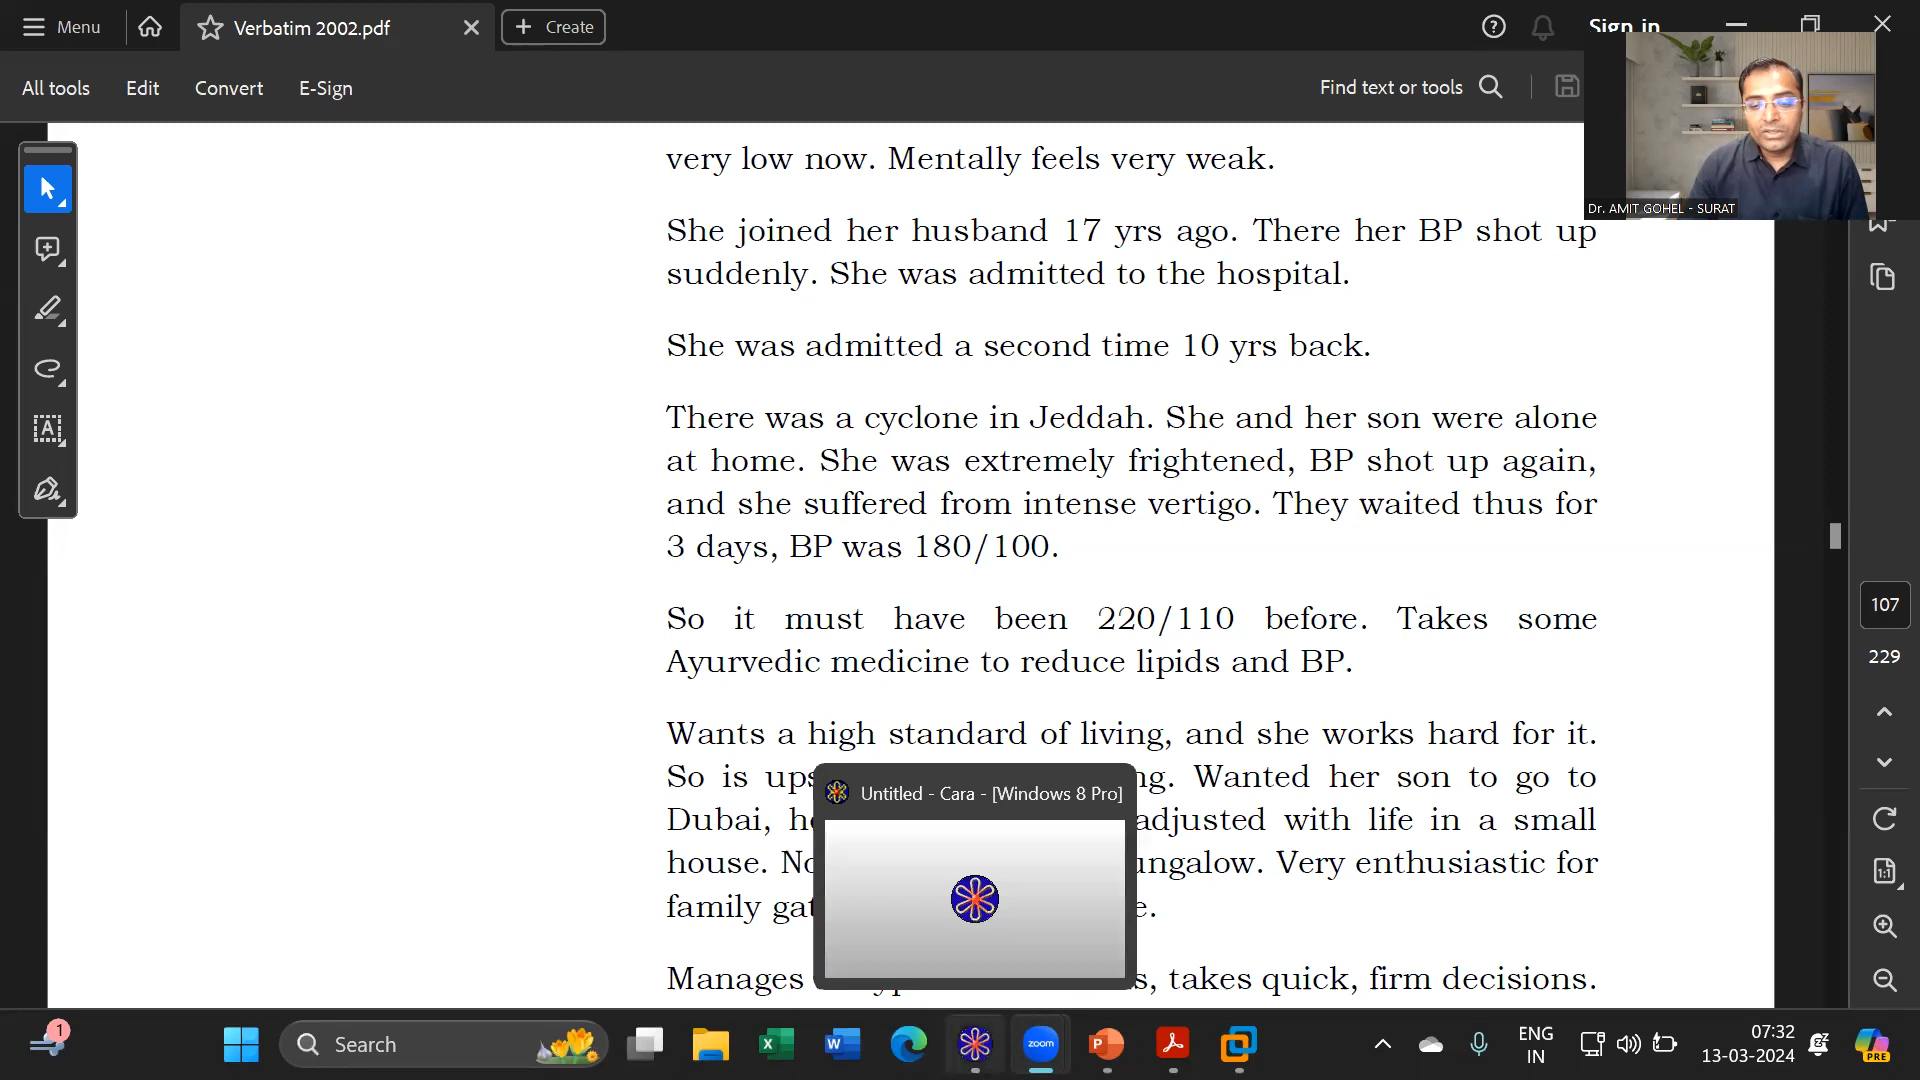 Menu
Verbatim 2002.pdf
Create
Sign in
All tools
Edit
Convert
E-Sign
Find text or tools
Dr. AMIT GOHEL - SURAT
very low now. Mentally feels very weak.
She joined her husband 17 yrs ago. There her BP shot up
suddenly. She was admitted to the hospital.
She was admitted a second time 10 yrs back.
There was a cyclone in Jeddah. She and her son were alone
at home. She was extremely frightened, BP shot up again,
and she suffered from intense vertigo. They waited thus for
3 days, BP was 180/100.
So it must have been 220/110 before. Takes some
Ayurvedic medicine to reduce lipids and BP.
Wants a high standard of living, and she works hard for it.
So is ng. Wanted her son to go to
Dubai, adjusted with life in a small
house. ungalow. Very enthusiastic for
family e.
Manages s, takes quick, firm decisions.
Untitled - Cara - [Windows 8 Pro]
107
229
1:1
1
Search
zoom
ENG
IN
07:32
13-03-2024
PRE